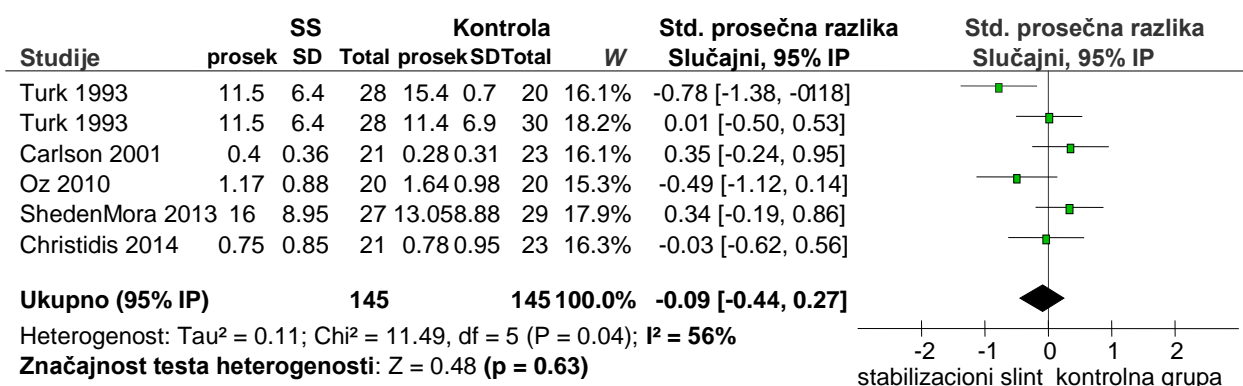 SS Kontrola Std. prosečna razlika Std. prosečna razlika
Studije prosek SD Total prosek SD Total W Slučajni, 95% IP Slučajni, 95% IP
Turk 1993 11.5 6.4 28 15.4 0.7 20 16.1% -0.78 [-1.38, -0118]
Turk 1993 11.5 6.4 28 11.4 6.9 30 18.2% 0.01 [-0.50, 0.53]
Carlson 2001 0.4 0.36 21 0.28 0.31 23 16.1% 0.35 [-0.24, 0.95]
Oz 2010 1.17 0.88 20 1.64 0.98 20 15.3% -0.49 [-1.12, 0.14]
ShedenMora 2013 16 8.95 27 13.05 8.88 29 17.9% 0.34 [-0.19, 0.86]
Christidis 2014 0.75 0.85 21 0.78 0.95 23 16.3% -0.03 [-0.62, 0.56]
Ukupno (95% IP) 145 145 100.0% -0.09 [-0.44, 0.27]
Heterogenost: Tau² = 0.11; Chi² = 11.49, df = 5 (P = 0.04); I² = 56%
Značajnost testa heterogenosti: Z = 0.48 (p = 0.63)
-2 -1 0 1 2
stabilizacioni slint kontrolna grupa